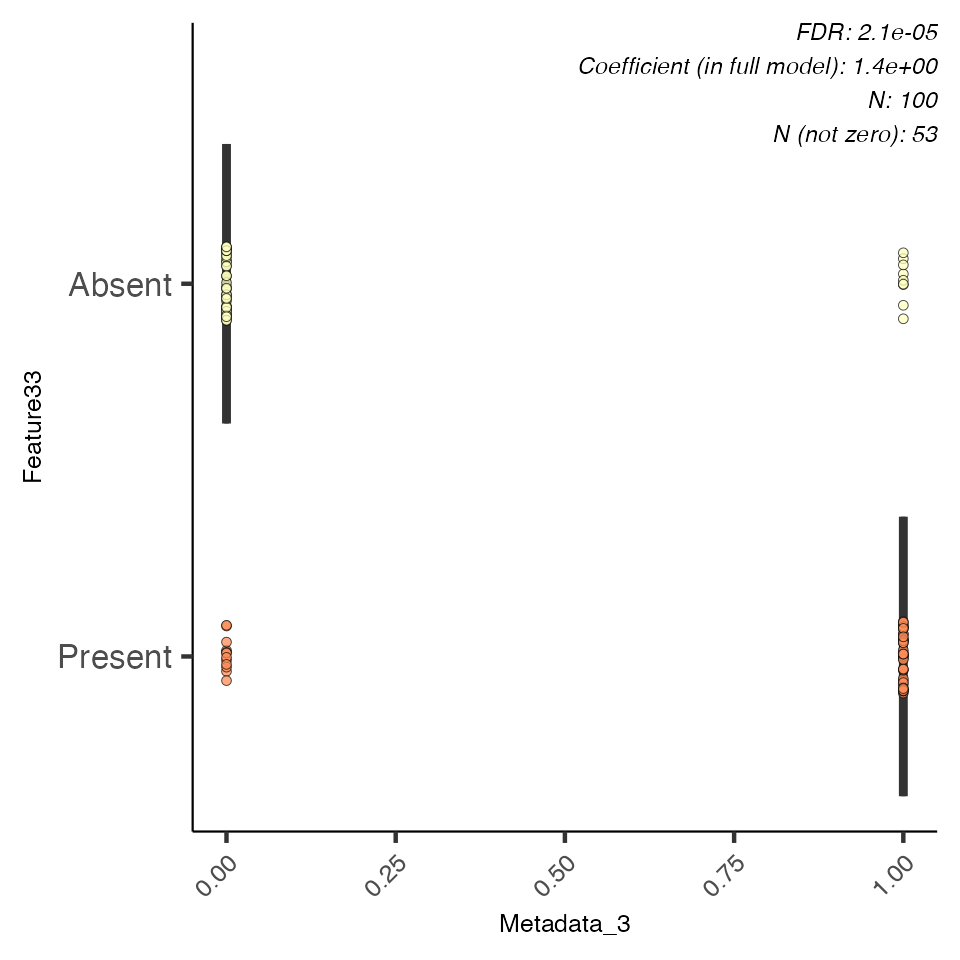 FDR: 2.1e-05
Coefficient (in full model): 1.4e+00
N: 100
N (not zero): 53
Absent
Feature33
Present
0.00
0.25
0.50
0.75
1.00
Metadata_3